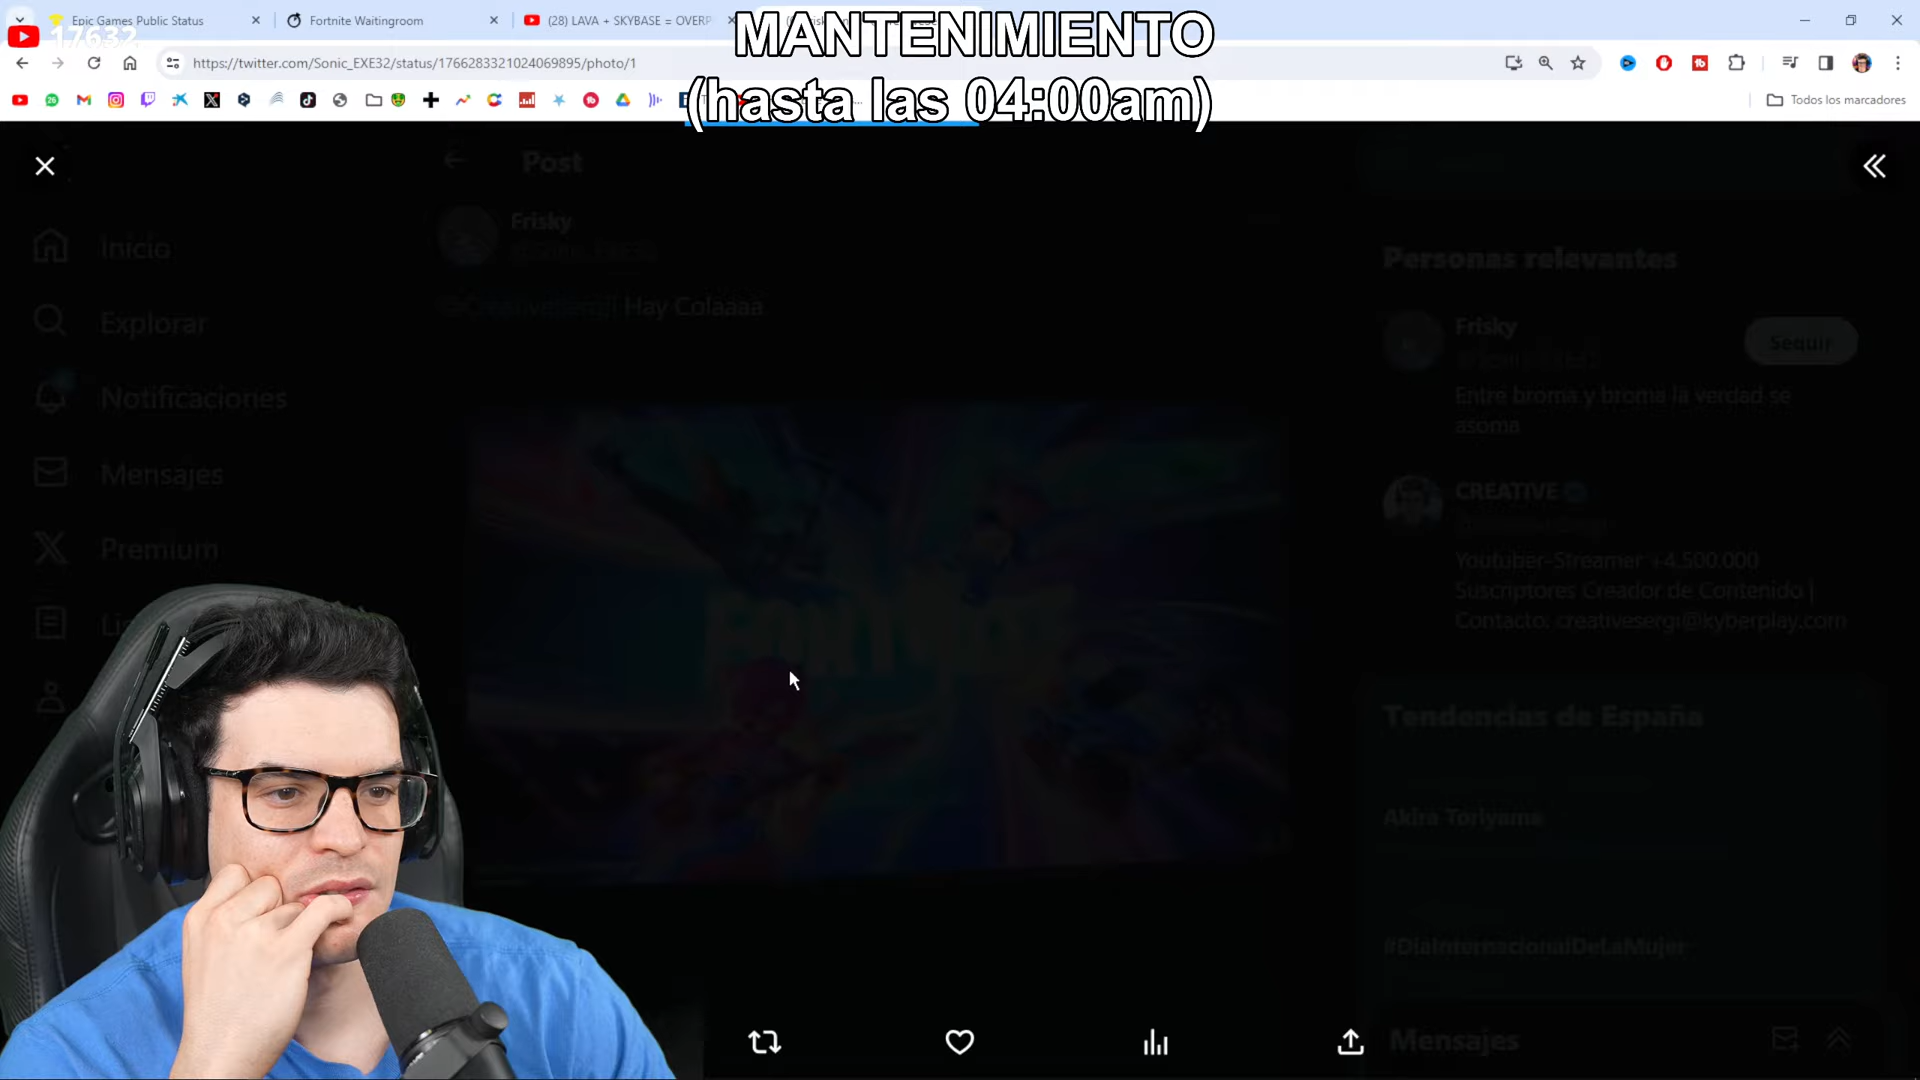 Epic Games Public Status
Fortnite Waitingroom
(28) LAVA + SKYBASE = OVERP
17632
MANTENIMIENTO
(hasta las 04:00am)
https://twitter.com/Sonic_EXE32/status/1766283321024069895/photo/1
Todos los marcadores
Post
Frisky
Hay Colaaaa
Inicio
Explorar
Notificaciones
Mensajes
Premium
Personas relevantes
Frisky
Seguir
Entre broma y broma la verdad se
asoma
CREATIVE
Youtuber-Streamer +4.500.000
Suscriptores Creador de Contenido |
Contacto: creativesergi@kyberplay.com
FORTNITE
Tendencias de España
Akira Toriyama
#DiaInternacionalDeLaMujer
Mensajes